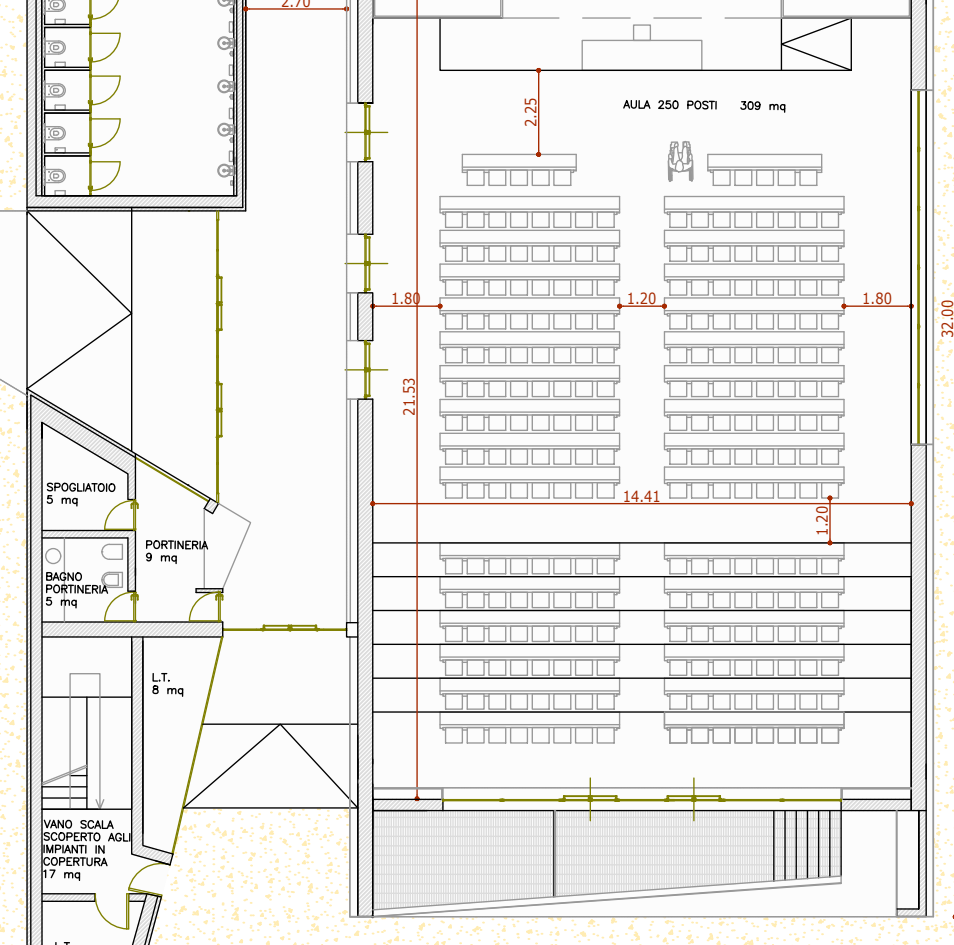 2.70
AULA 250 POSTI 309 mq
2.25
1.80
1.20
1.80
32.00
21.53
SPOGLIATOIO
5 mq
14.41
1.20
PORTINERIA
9 mq
BAGNO
PORTINERIA
5 mq
L.T.
8 mq
VANO SCALA
SCOPERTO AGLI
IMPIANTI IN
COPERTURA
17 mq
L.T.